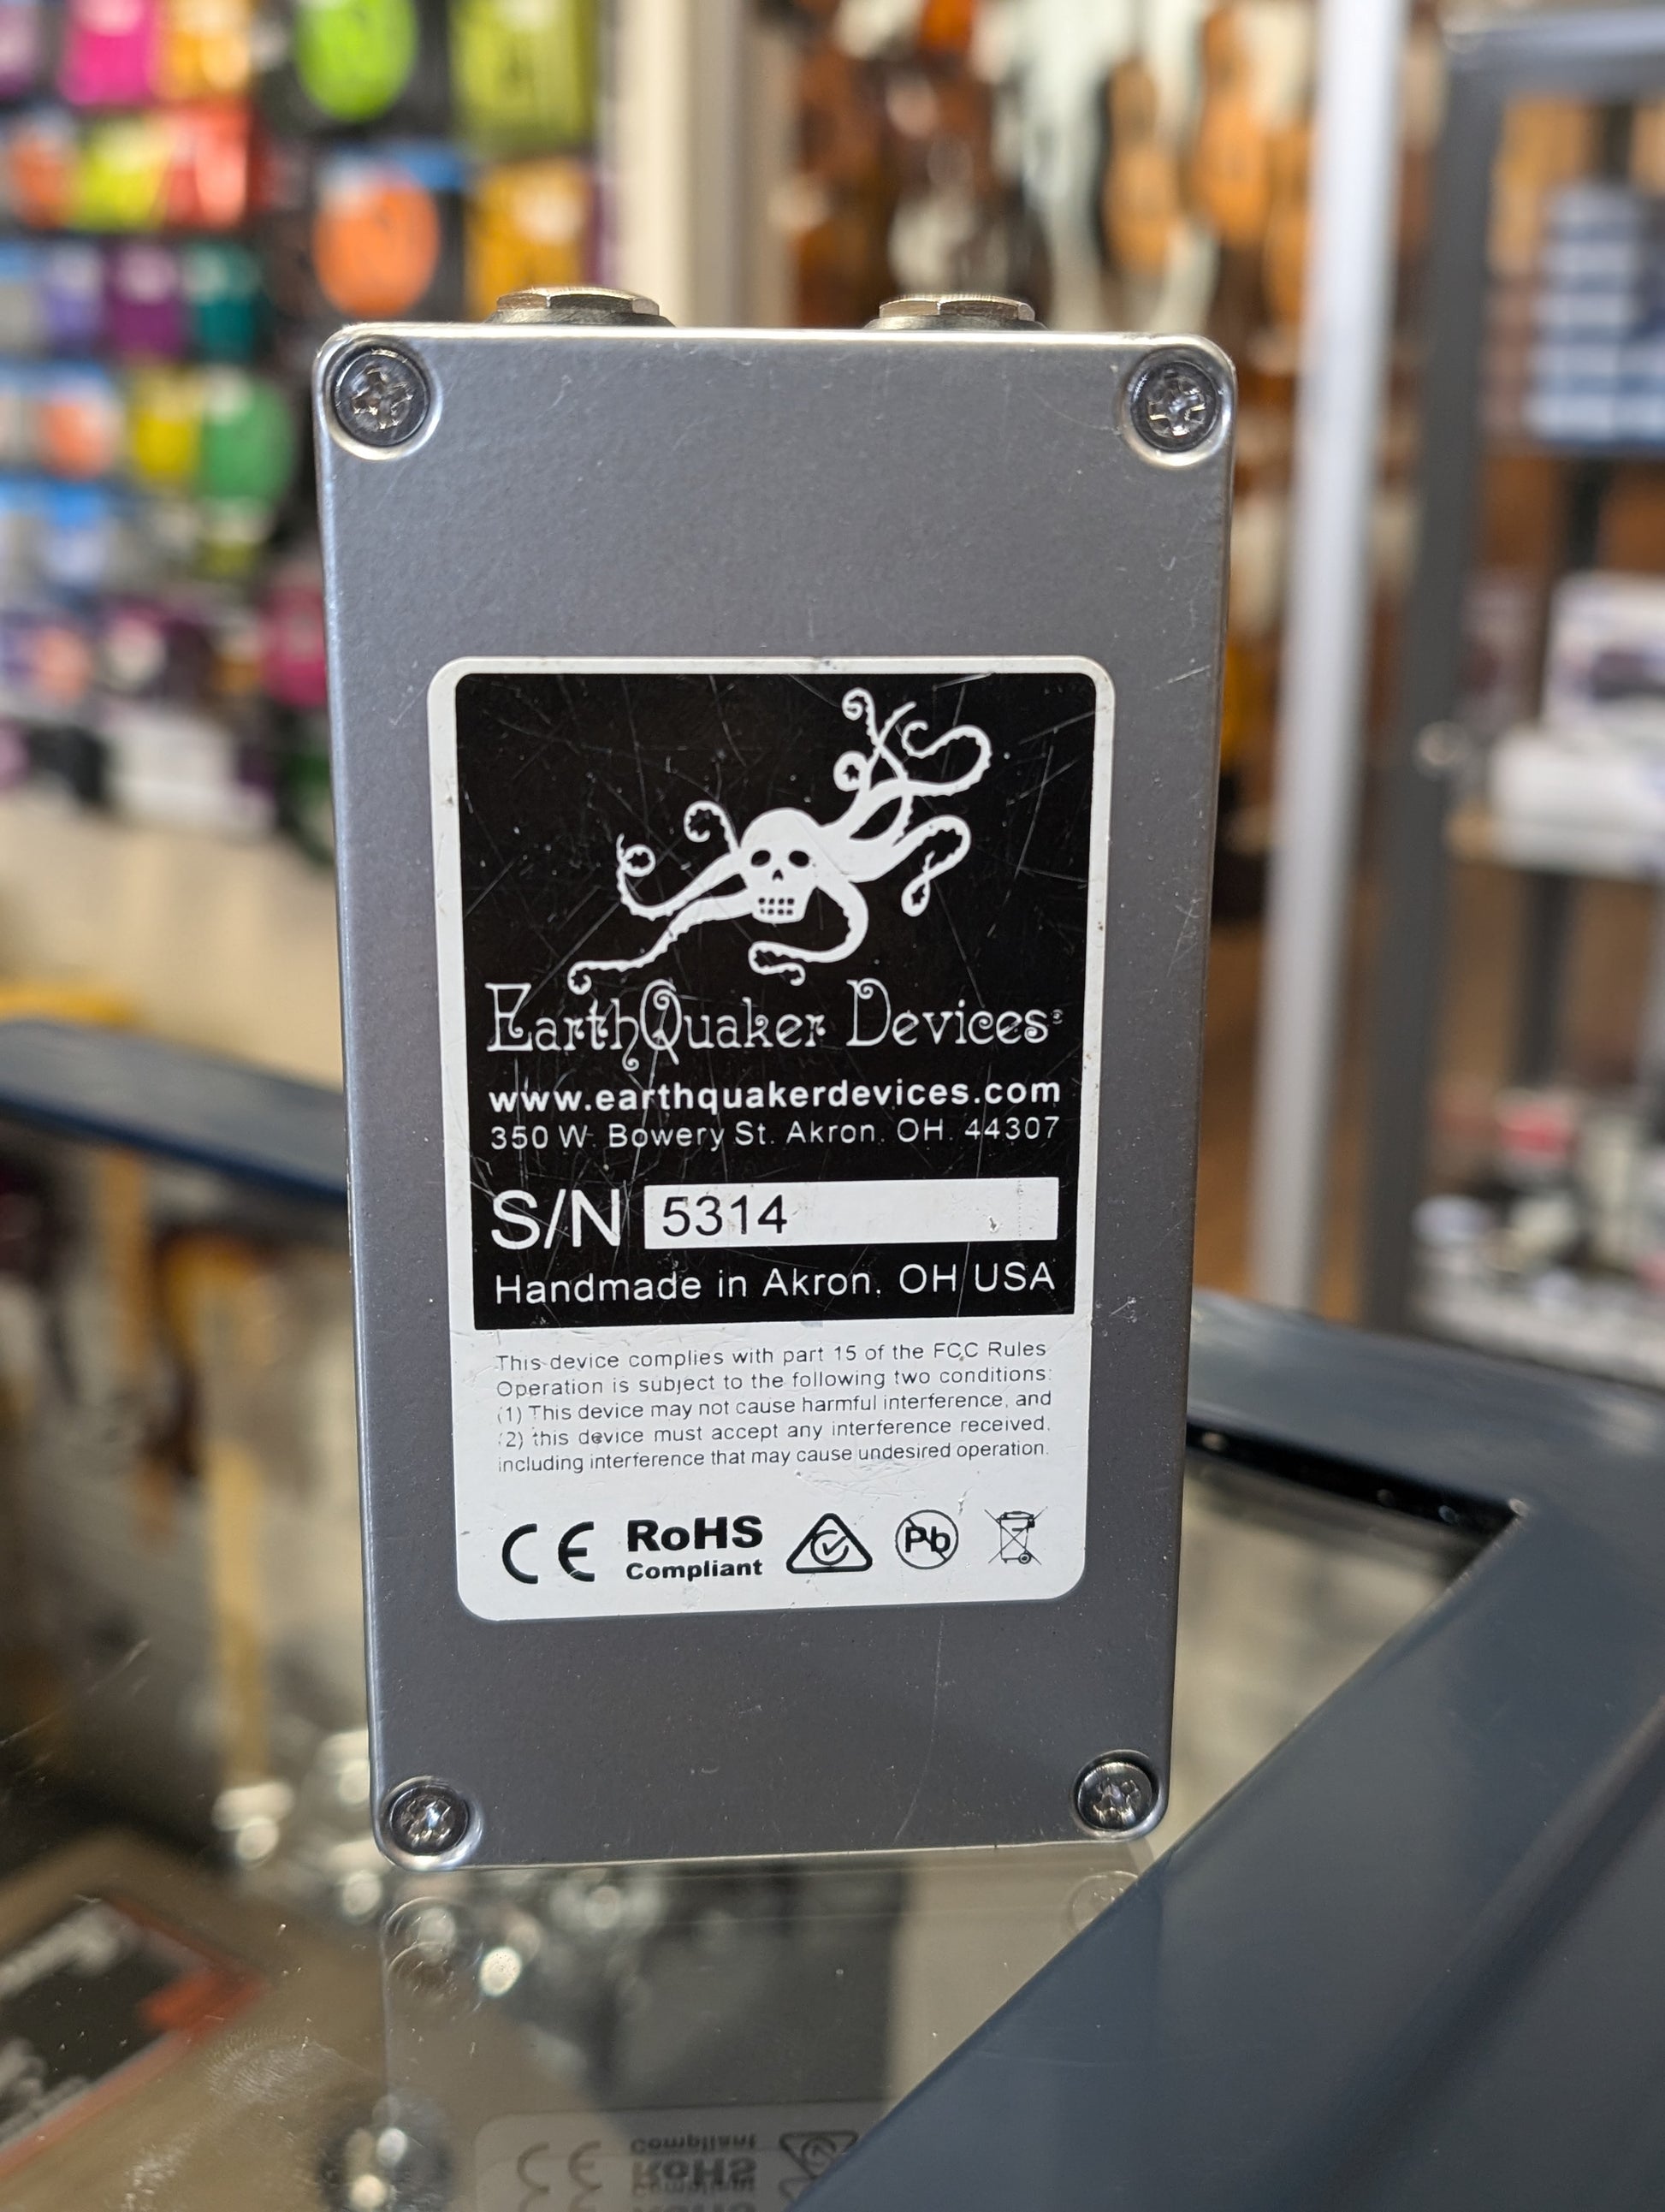 EarthQuaker Devices
www.earthquakerdevices.com
350 W. Bowery St. Akron, OH. 44307
S/N 5314
Handmade in Akron, OH USA
This device complies with part 15 of the FCC Rules
Operation is subject to the following two conditions:
(1) This device may not cause harmful interference, and
(2) this device must accept any interference received,
including interference that may cause undesired operation.
CE RoHS Pb
Compliant